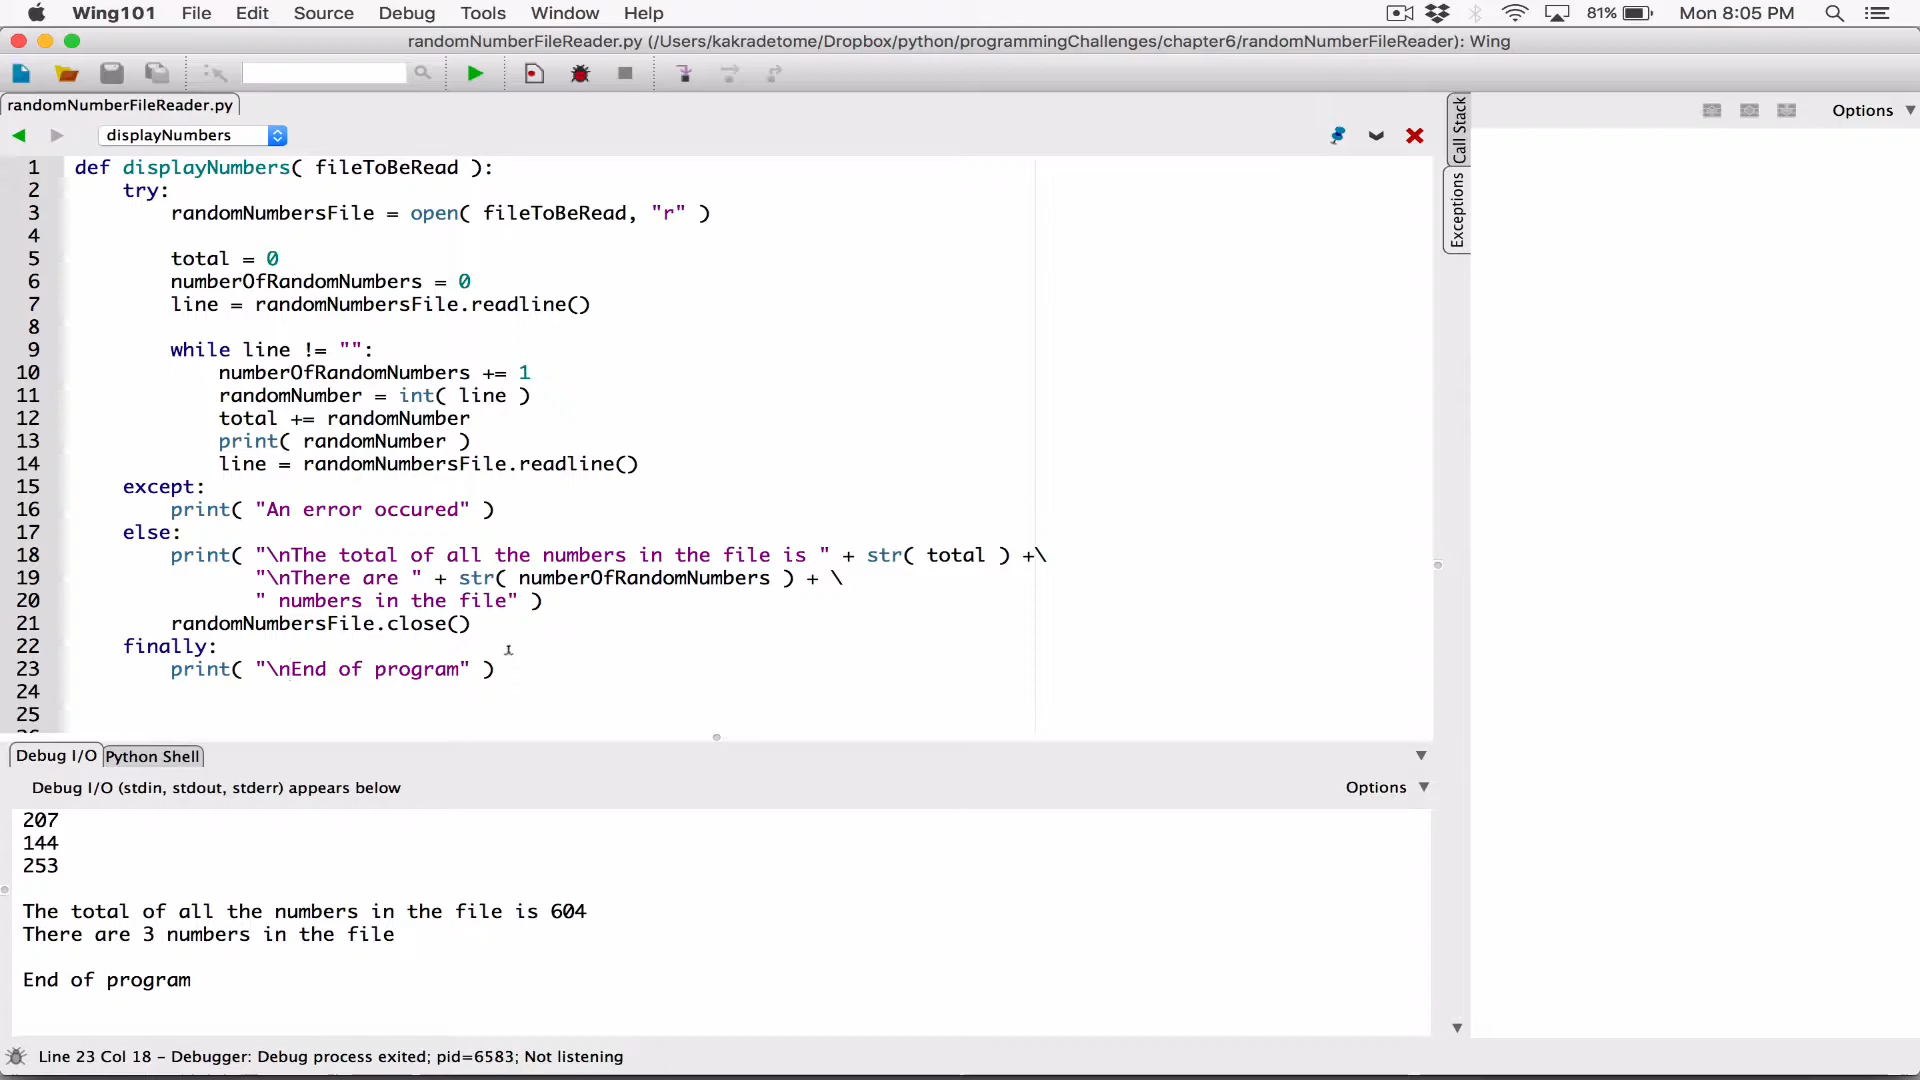 Wing101 File Edit Source Debug Tools Window Help 81% Mon 8:05 PM
randomNumberFileReader.py (/Users/kakradetome/Dropbox/python/programmingChallenges/chapter6/randomNumberFileReader): Wing
randomNumberFileReader.py
Options
displayNumbers
Call Stack
Exceptions
1 def displayNumbers( fileToBeRead ):
2     try:
3         randomNumbersFile = open( fileToBeRead, "r" )
4
5         total = 0
6         numberOfRandomNumbers = 0
7         line = randomNumbersFile.readline()
8
9         while line != "":
10             numberOfRandomNumbers += 1
11             randomNumber = int( line )
12             total += randomNumber
13             print( randomNumber )
14             line = randomNumbersFile.readline()
15     except:
16         print( "An error occured" )
17     else:
18         print( "\nThe total of all the numbers in the file is " + str( total ) +\
19                "\nThere are " + str( numberOfRandomNumbers ) + \
20                " numbers in the file" )
21         randomNumbersFile.close()
22     finally:
23         print( "\nEnd of program" )
24
25
Debug I/O Python Shell
Debug I/O (stdin, stdout, stderr) appears below
Options
207
144
253
The total of all the numbers in the file is 604
There are 3 numbers in the file
End of program
Line 23 Col 18 - Debugger: Debug process exited; pid=6583; Not listening